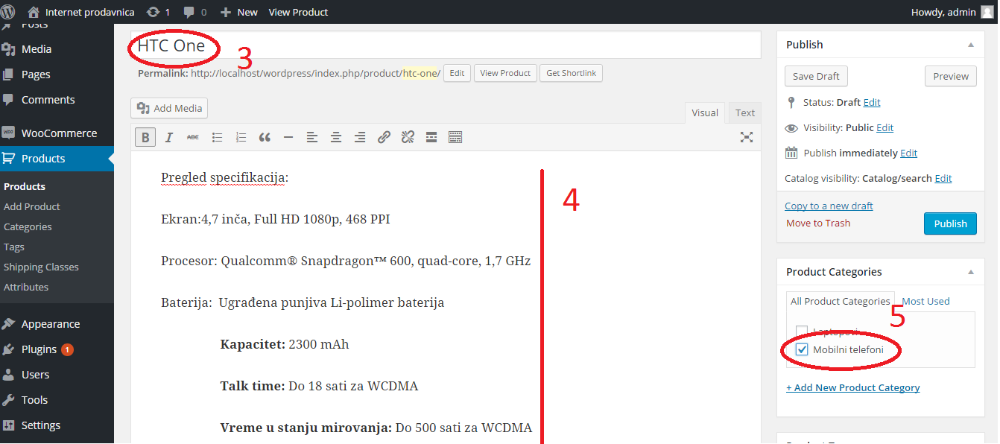 Internet prodavnica 1 0 New View Product Howdy, admin
Posts
Media
Pages
Comments
WooCommerce
Products
Products
Add Product
Categories
Tags
Shipping Classes
Attributes
Appearance
Plugins 1
Users
Tools
Settings
HTC One
3
Permalink: http://localhost/wordpress/index.php/product/htc-one/ Edit View Product Get Shortlink
Add Media
Visual Text
B I ABC
Pregled specifikacija:
4
Ekran:4,7 inča, Full HD 1080p, 468 PPI
Procesor: Qualcomm® Snapdragon™ 600, quad-core, 1,7 GHz
Baterija: Ugrađena punjiva Li-polimer baterija
Kapacitet: 2300 mAh
Talk time: Do 18 sati za WCDMA
Vreme u stanju mirovanja: Do 500 sati za WCDMA
Publish
Save Draft Preview
Status: Draft Edit
Visibility: Public Edit
Publish immediately Edit
Catalog visibility: Catalog/search Edit
Copy to a new draft
Move to Trash
Publish
Product Categories
All Product Categories Most Used
5
Laptopovi
Mobilni telefoni
+ Add New Product Category